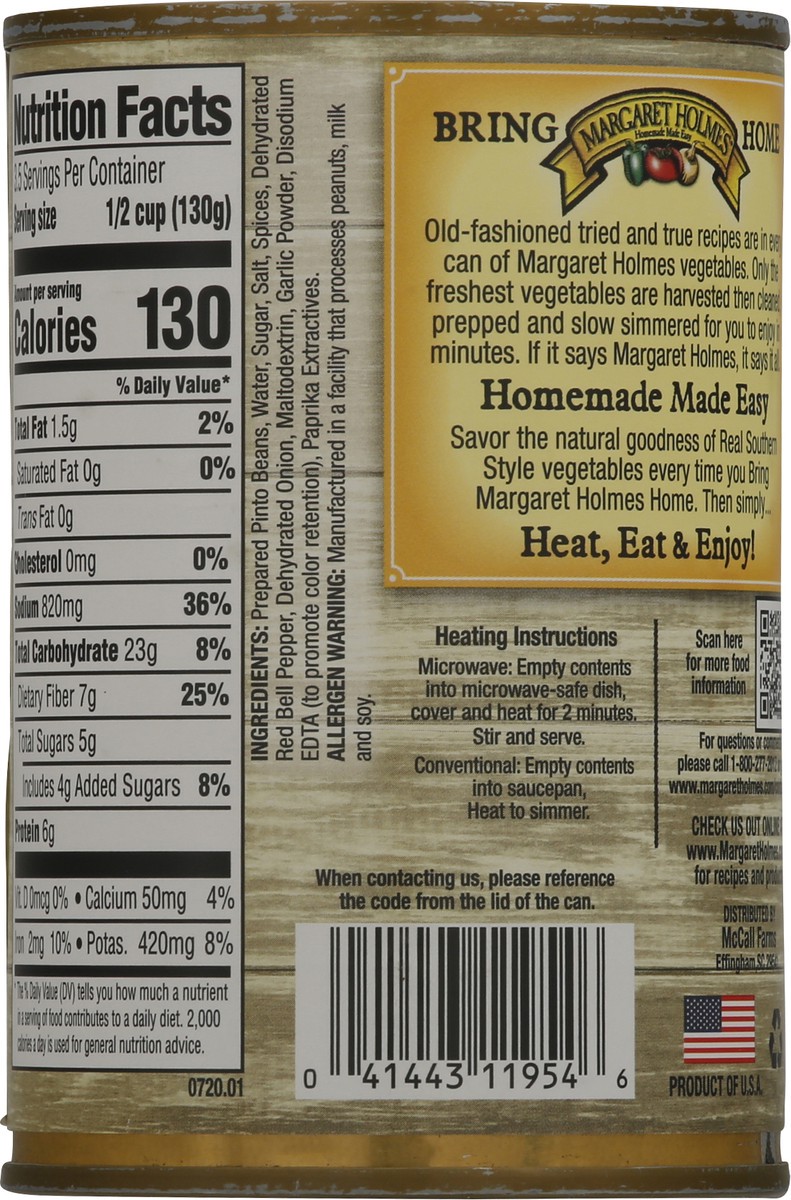 Nutrition Facts
3.5 Servings Per Container
Serving size 1/2 cup (130g)
Amount per serving
Calories 130
% Daily Value*
Total Fat 1.5g 2%
Saturated Fat 0g 0%
Trans Fat 0g
Cholesterol 0mg 0%
Sodium 820mg 36%
Total Carbohydrate 23g 8%
Dietary Fiber 7g 25%
Total Sugars 5g
Includes 4g Added Sugars 8%
Protein 6g
Vit. D 0mcg 0% • Calcium 50mg 4%
Iron 2mg 10% • Potas. 420mg 8%
* The % Daily Value (DV) tells you how much a nutrient
in a serving of food contributes to a daily diet. 2,000
calories a day is used for general nutrition advice.
0720.01
INGREDIENTS: Prepared Pinto Beans, Water, Sugar, Salt, Spices, Dehydrated
Red Bell Pepper, Dehydrated Onion, Maltodextrin, Garlic Powder, Disodium
EDTA (to promote color retention), Paprika Extractives.
ALLERGEN WARNING: Manufactured in a facility that processes peanuts, milk
and soy.
BRING MARGARET HOLMES HOME
Homemade Made Easy
Old-fashioned tried and true recipes are in every
can of Margaret Holmes vegetables. Only the
freshest vegetables are harvested then cleaned,
prepped and slow simmered for you to enjoy in
minutes. If it says Margaret Holmes, it says it all.
Homemade Made Easy
Savor the natural goodness of Real Southern
Style vegetables every time you Bring
Margaret Holmes Home. Then simply...
Heat, Eat & Enjoy!
Heating Instructions
Microwave: Empty contents
into microwave-safe dish,
cover and heat for 2 minutes.
Stir and serve.
Conventional: Empty contents
into saucepan,
Heat to simmer.
Scan here
for more food
information
For questions or
please call 1-800-277-
www.margaretholmes.com
CHECK US OUT ONLINE
www.MargaretHolmes.
for recipes and
DISTRIBUTED BY
McCall Farms
Effingham, SC
When contacting us, please reference
the code from the lid of the can.
0 41443 11954 6
PRODUCT OF U.S.A.